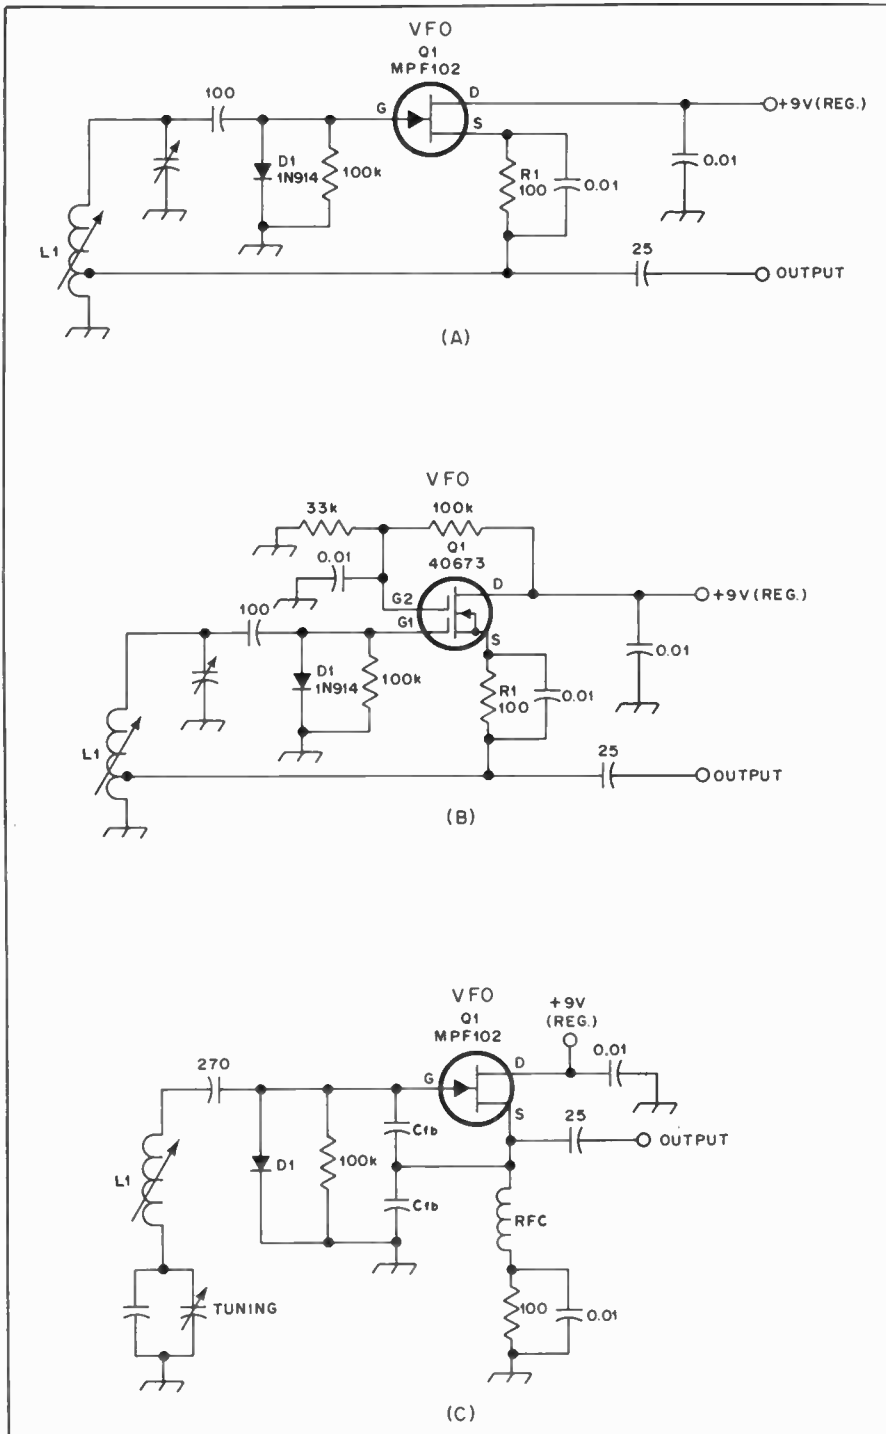 VFO
Q1
MPF102
100
G
D
S
+9V (REG.)
D1
1N914
100k
R1
100
0.01
0.01
L1
25
OUTPUT
(A)
VFO
33k
100k
Q1
40673
0.01
D
G2
G1
S
+9V (REG.)
100
D1
1N914
100k
R1
100
0.01
0.01
L1
25
OUTPUT
(B)
VFO
Q1
MPF102
+9V
(REG.)
270
G
D
0.01
S
25
OUTPUT
Cfb
L1
D1
100k
Cfb
RFC
TUNING
100
0.01
(C)